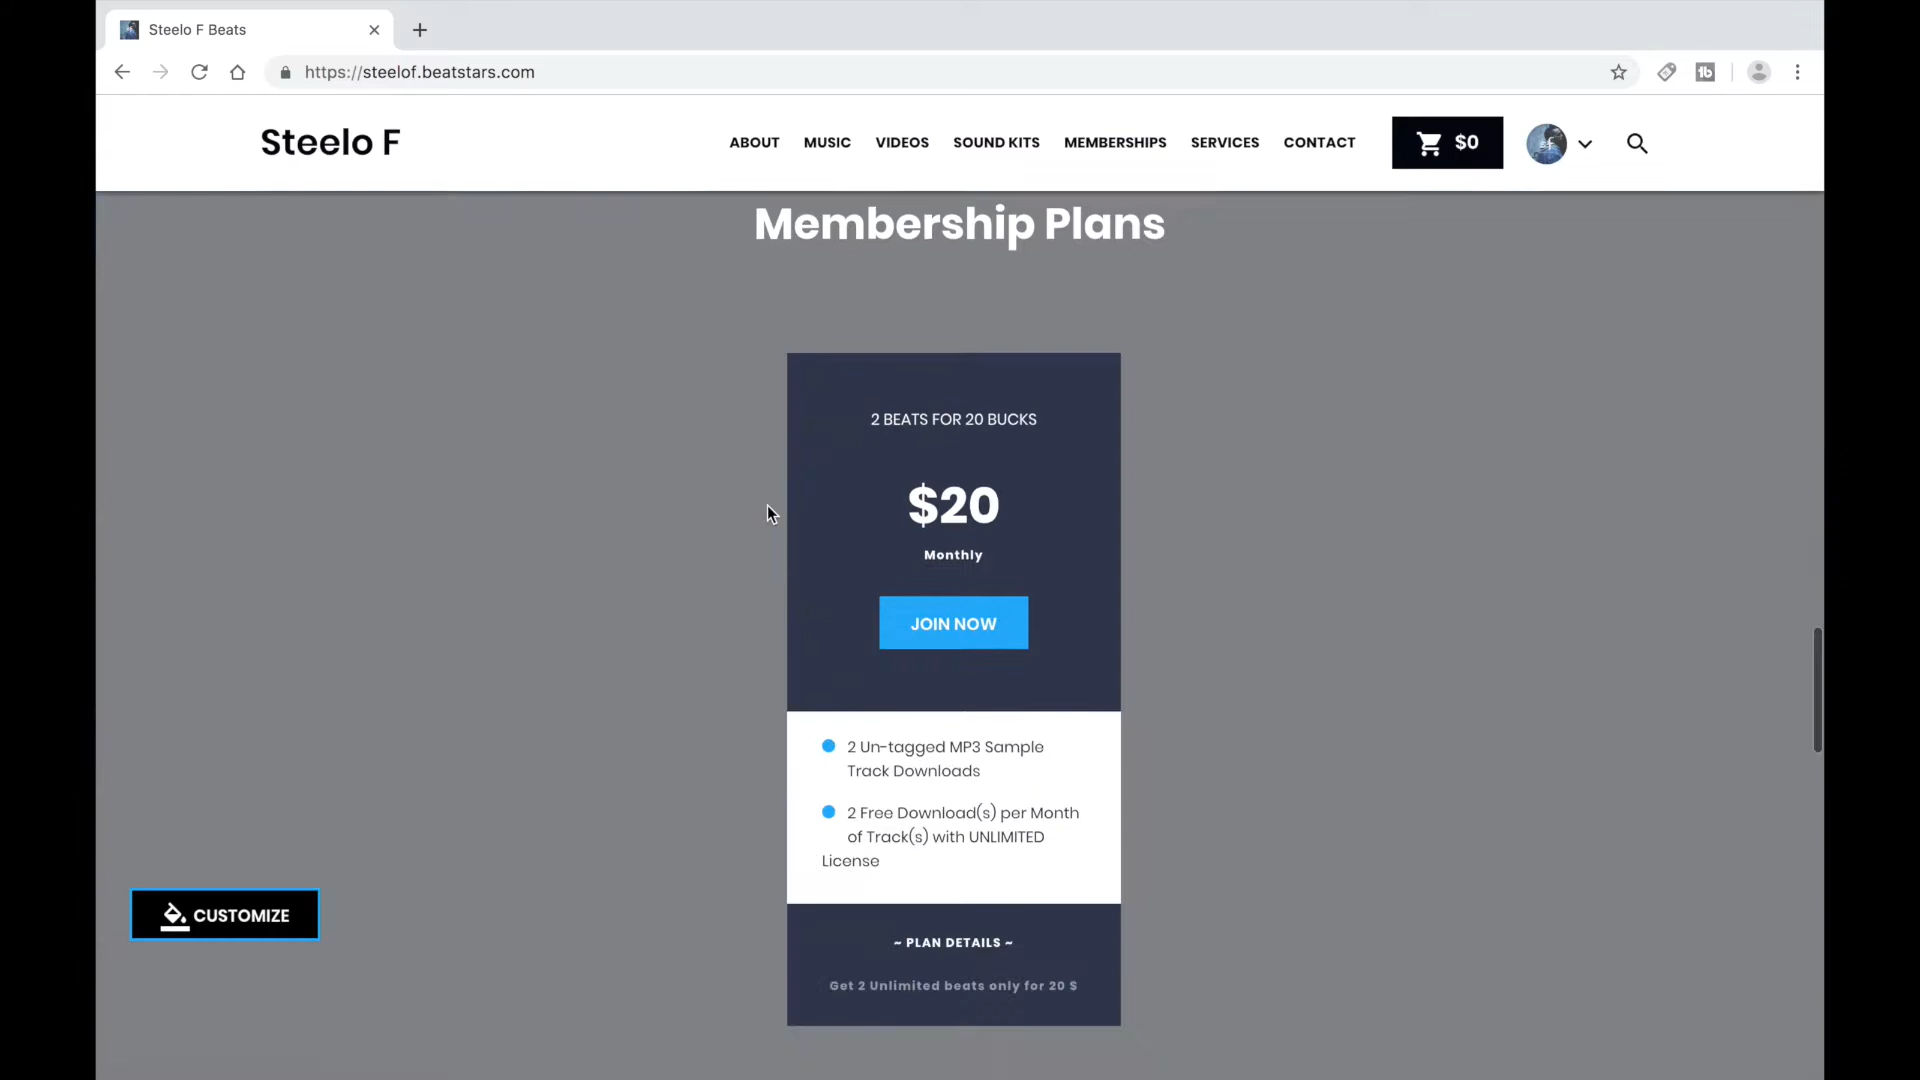 Steelo F Beats
https://steelof.beatstars.com
Steelo F
ABOUT MUSIC VIDEOS SOUND KITS MEMBERSHIPS SERVICES CONTACT $0
Membership Plans
2 BEATS FOR 20 BUCKS
$20
Monthly
JOIN NOW
2 Un-tagged MP3 Sample
Track Downloads
2 Free Download(s) per Month
of Track(s) with UNLIMITED
License
CUSTOMIZE
~ PLAN DETAILS ~
Get 2 Unlimited beats only for 20 $